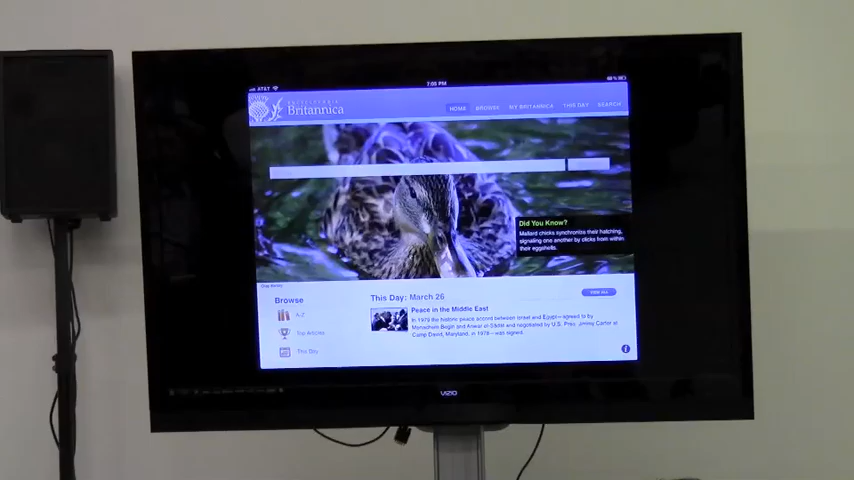 AT&T
7:05 PM
ENCYCLOPÆDIA
Britannica
HOME BROWSE MY BRITANNICA THIS DAY SEARCH
Did You Know?
Mallard chicks synchronize their hatching,
signaling one another by clicks from within
their eggshells.
Browse
A-Z
Top Articles
This Day
This Day: March 26
VIEW ALL
Peace in the Middle East
In 1979 the historic peace accord between Israel and Egypt—agreed to by
Menachem Begin and Anwar el-Sādāt and negotiated by U.S. Pres. Jimmy Carter at
Camp David, Maryland, in 1978—was signed.
VIZIO